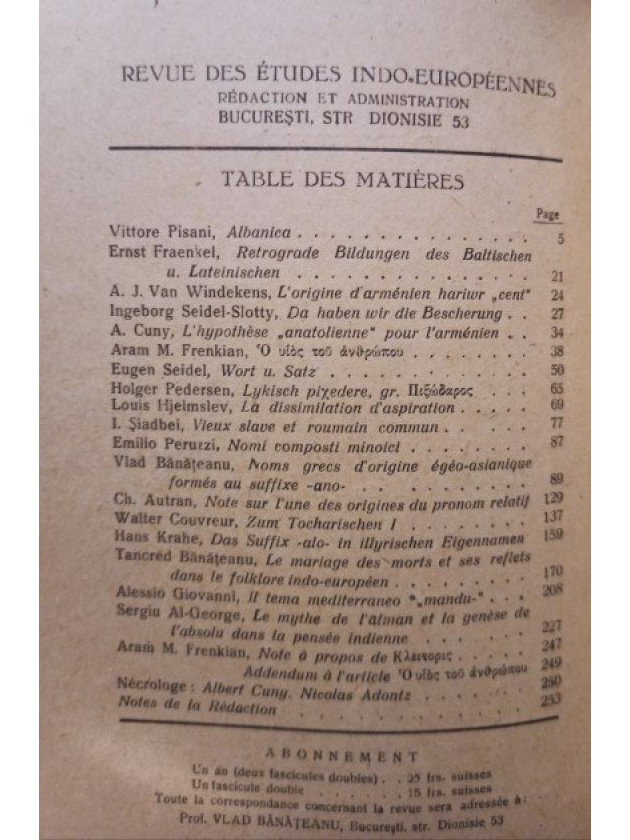 REVUE DES ÉTUDES INDO-EUROPÉENNES
RÉDACTION ET ADMINISTRATION
BUCUREŞTI, STR DIONISIE 53
TABLE DES MATIÈRES
Page
Vittore Pisani, Albanica . . . . . . . . . . . . . . . 5
Ernst Fraenkel, Retrograde Bildungen des Baltischen
u. Lateinischen . . . . . . . . . . . . . . . 21
A. J. Van Windekens, L'origine d'arménien hariwr „cent" 24
Ingeborg Seidel-Slotty, Da haben wir die Bescherung . . 27
A. Cuny, L'hypothèse „anatolienne" pour l'arménien . . 34
Aram M. Frenkian, Ὁ υἱὸς τοῦ ἀνθρώπου . . . . . . . . 38
Eugen Seidel, Wort u. Satz . . . . . . . . . . . . . 50
Holger Pedersen, Lykisch piχedere, gr. Πιξώδαρος . . . 65
Louis Hjelmslev, La dissimilation d'aspiration . . . . . 69
I. Şiadbei, Vieux slave et roumain commun . . . . . . 77
Emilio Peruzzi, Nomi composti minoici . . . . . . . . 87
Vlad Bănăţeanu, Noms grecs d'origine égéo-asianique
formés au suffixe -ano- . . . . . . . . . . . 89
Ch. Autran, Note sur l'une des origines du pronom relatif 129
Walter Couvreur, Zum Tocharischen I . . . . . . . . 137
Hans Krahe, Das Suffix -alo- in illyrischen Eigennamen 159
Tancred Bănăţeanu, Le mariage des morts et ses reflets
dans le folklore indo-européen . . . . . . . . . 170
Alessio Giovanni, Il tema mediterraneo *„mandu-" . . . 208
Sergiu Al-George, Le mythe de l'ātman et la genèse de
l'absolu dans la pensée indienne . . . . . . 227
Aram M. Frenkian, Note à propos de Κλειτορις . . . . . 247
Addendum à l'article Ὁ υἱὸς τοῦ ἀνθρώπου 249
Nécrologe: Albert Cuny. Nicolas Adontz . . . . . . . 250
Notes de la Rédaction . . . . . . . . . . . . 253
ABONNEMENT
Un an (deux fascicules doubles) . . 25 frs. suisses
Un fascicule double . . . . . . . 15 frs. suisses
Toute la correspondance concernant la revue sera adressée à:
Prof. VLAD BĂNĂŢEANU, Bucureşti, str. Dionisie 53